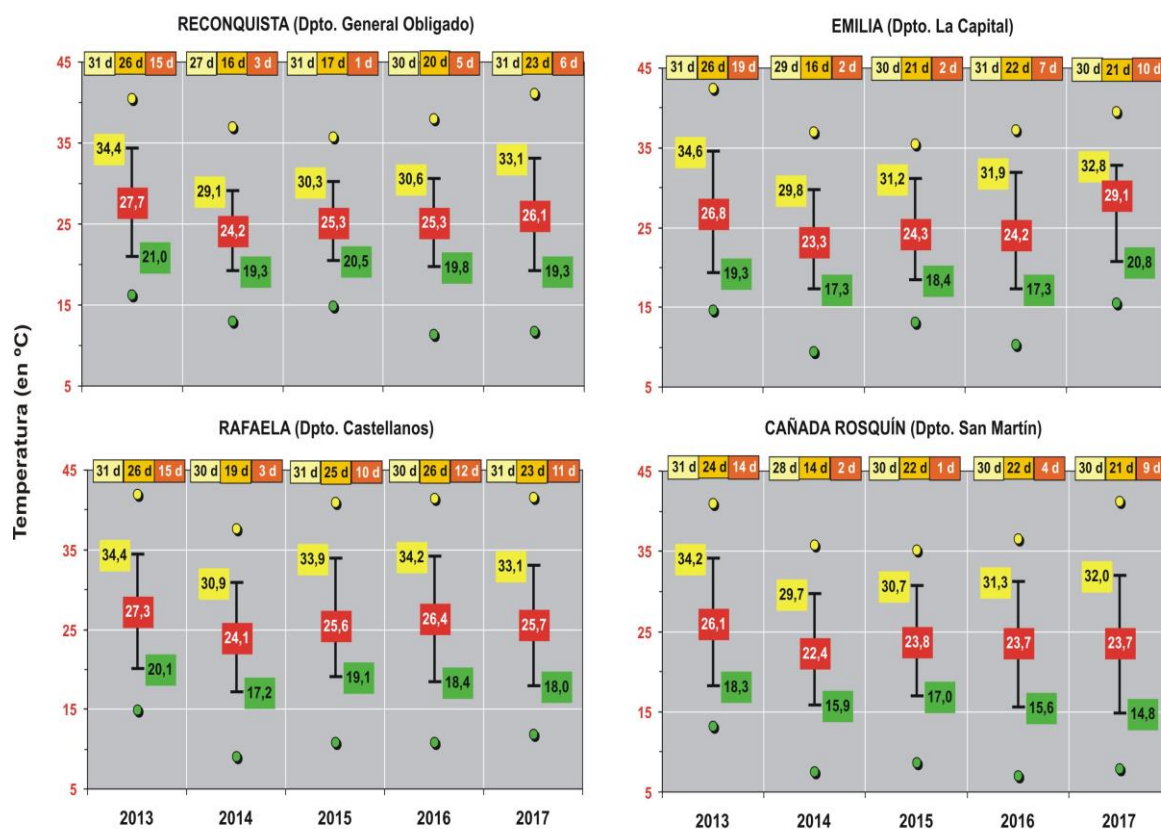 RECONQUISTA (Dpto. General Obligado)
45 31 d 26 d 15 d 27 d 16 d 3 d 31 d 17 d 1 d 30 d 20 d 5 d 31 d 23 d 6 d
35
34,4 29,1 30,3 30,6 33,1
25
27,7 24,2 25,3 25,3 26,1
21,0 19,3 20,5 19,8 19,3
15
5
EMILIA (Dpto. La Capital)
45 31 d 26 d 19 d 29 d 16 d 2 d 30 d 21 d 2 d 31 d 22 d 7 d 30 d 21 d 10 d
35
34,6 29,8 31,2 31,9 32,8
25
26,8 23,3 24,3 24,2 29,1
19,3 17,3 18,4 17,3 20,8
15
5
Temperatura (en ºC)
RAFAELA (Dpto. Castellanos)
45 31 d 26 d 15 d 30 d 19 d 3 d 31 d 25 d 10 d 30 d 26 d 12 d 31 d 23 d 11 d
35
34,4 30,9 33,9 34,2 33,1
25
27,3 24,1 25,6 26,4 25,7
20,1 17,2 19,1 18,4 18,0
15
5
2013 2014 2015 2016 2017
CAÑADA ROSQUÍN (Dpto. San Martín)
45 31 d 24 d 14 d 28 d 14 d 2 d 30 d 22 d 1 d 30 d 22 d 4 d 30 d 21 d 9 d
35
34,2 29,7 30,7 31,3 32,0
25
26,1 22,4 23,8 23,7 23,7
18,3 15,9 17,0 15,6 14,8
15
5
2013 2014 2015 2016 2017